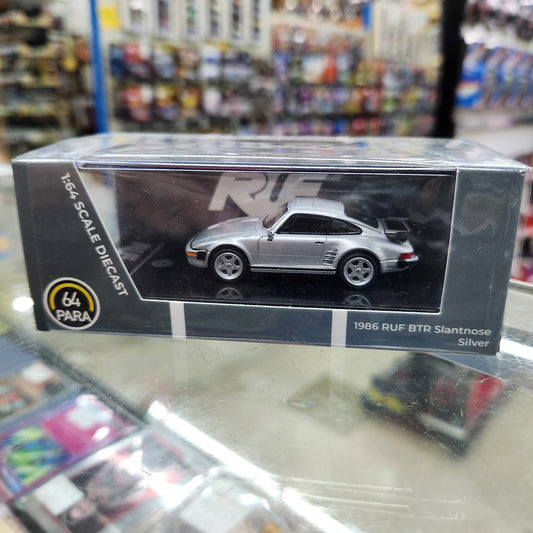 RUF
1:64 SCALE DIECAST
64
PARA
1986 RUF BTR Slantnose
Silver